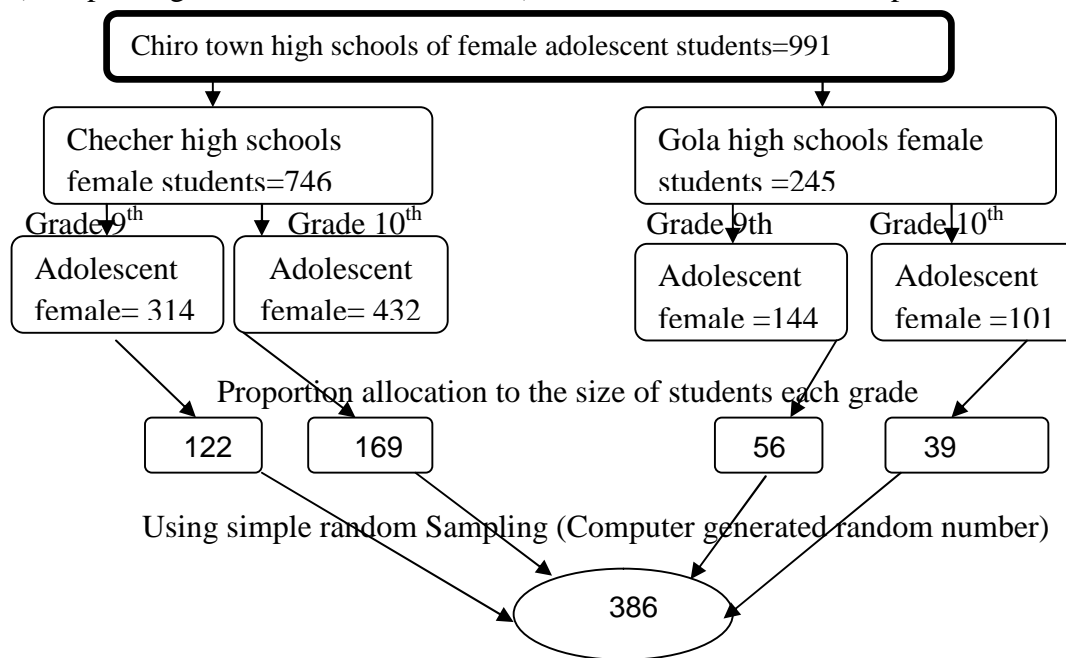 Chiro town high schools of female adolescent students=991
Checher high schools
female students=746
Gola high schools female
students =245
Grade 9th
Grade 10th
Grade 9th
Grade 10th
Adolescent
female= 314
Adolescent
female= 432
Adolescent
female =144
Adolescent
female =101
Proportion allocation to the size of students each grade
122
169
56
39
Using simple random Sampling (Computer generated random number)
386